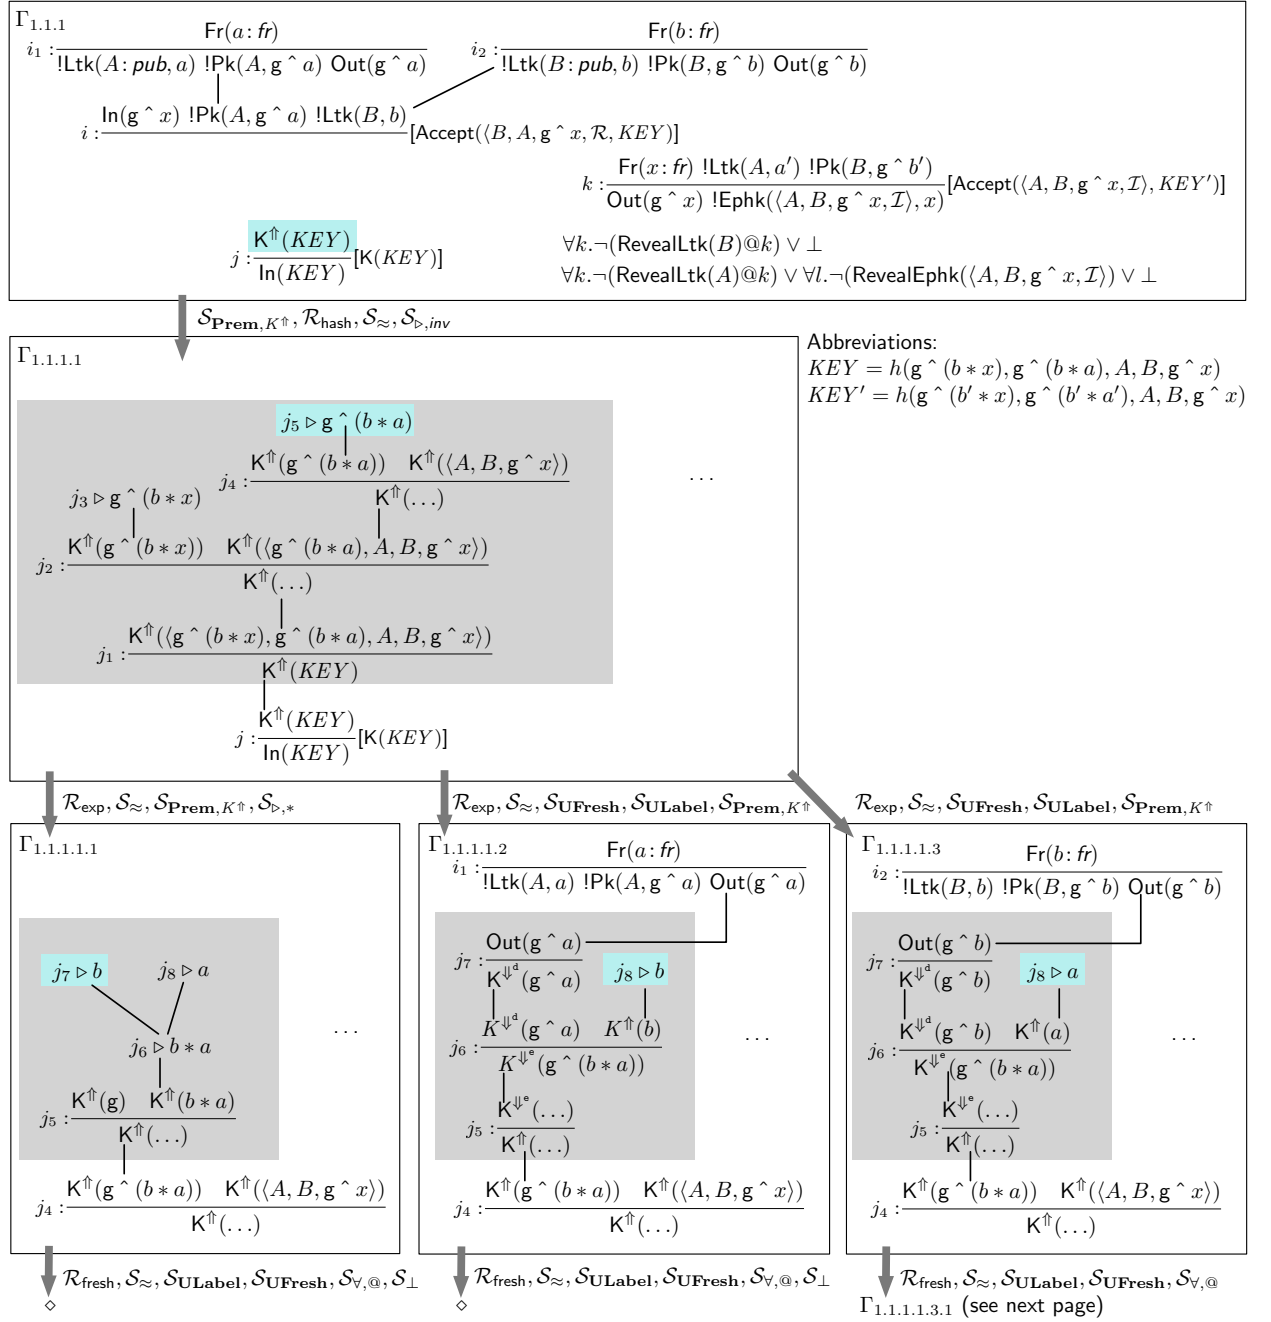 Γ1.1.1
i1 : Fr(a : fr)
!Ltk(A : pub, a) !Pk(A, g ˆ a) Out(g ˆ a)
i2 : Fr(b : fr)
!Ltk(B : pub, b) !Pk(B, g ˆ b) Out(g ˆ b)
i : In(g ˆ x) !Pk(A, g ˆ a) !Ltk(B, b)
[Accept(⟨B, A, g ˆ x, R, KEY)]
k : Fr(x : fr) !Ltk(A, a′) !Pk(B, g ˆ b′)
Out(g ˆ x) !Ephk(⟨A, B, g ˆ x, I⟩, x)
[Accept(⟨A, B, g ˆ x, I⟩, KEY′)]
j : K⇑(KEY)
In(KEY)
[K(KEY)]
∀k.¬(RevealLtk(B)@k) ∨ ⊥
∀k.¬(RevealLtk(A)@k) ∨ ∀l.¬(RevealEphk(⟨A, B, g ˆ x, I⟩) ∨ ⊥
SPrem, K⇑, Rhash, S≈, S▷,inv
Γ1.1.1.1
Abbreviations:
KEY = h(g ˆ (b ∗ x), g ˆ (b ∗ a), A, B, g ˆ x)
KEY′ = h(g ˆ (b′ ∗ x), g ˆ (b′ ∗ a′), A, B, g ˆ x)
j5 ▷ g ˆ (b ∗ a)
j4 : K⇑(g ˆ (b ∗ a)) K⇑(⟨A, B, g ˆ x⟩)
K⇑(...)
...
j3 ▷ g ˆ (b ∗ x)
j2 : K⇑(g ˆ (b ∗ x)) K⇑(⟨g ˆ (b ∗ a), A, B, g ˆ x⟩)
K⇑(...)
j1 : K⇑(⟨g ˆ (b ∗ x), g ˆ (b ∗ a), A, B, g ˆ x⟩)
K⇑(KEY)
j : K⇑(KEY)
In(KEY)
[K(KEY)]
Rexp, S≈, SPrem, K⇑, S▷,∗
Rexp, S≈, SUFresh, SULabel, SPrem, K⇑
Rexp, S≈, SUFresh, SULabel, SPrem, K⇑
Γ1.1.1.1.1
j7 ▷ b
j8 ▷ a
j6 ▷ b ∗ a
...
j5 : K⇑(g) K⇑(b ∗ a)
K⇑(...)
j4 : K⇑(g ˆ (b ∗ a)) K⇑(⟨A, B, g ˆ x⟩)
K⇑(...)
Rfresh, S≈, SULabel, SUFresh, S∀,@, S⊥
⋄
Γ1.1.1.1.2
i1 : Fr(a : fr)
!Ltk(A, a) !Pk(A, g ˆ a) Out(g ˆ a)
j7 : Out(g ˆ a)
K⇓d(g ˆ a)
j8 ▷ b
j6 : K⇓d(g ˆ a) K⇑(b)
K⇓e(g ˆ (b ∗ a))
...
j5 : K⇓e(...)
K⇑(...)
j4 : K⇑(g ˆ (b ∗ a)) K⇑(⟨A, B, g ˆ x⟩)
K⇑(...)
Rfresh, S≈, SULabel, SUFresh, S∀,@, S⊥
⋄
Γ1.1.1.1.3
i2 : Fr(b : fr)
!Ltk(B, b) !Pk(B, g ˆ b) Out(g ˆ b)
j7 : Out(g ˆ b)
K⇓d(g ˆ b)
j8 ▷ a
j6 : K⇓d(g ˆ b) K⇑(a)
K⇓e(g ˆ (b ∗ a))
...
j5 : K⇓e(...)
K⇑(...)
j4 : K⇑(g ˆ (b ∗ a)) K⇑(⟨A, B, g ˆ x⟩)
K⇑(...)
Rfresh, S≈, SULabel, SUFresh, S∀,@
Γ1.1.1.1.3.1 (see next page)